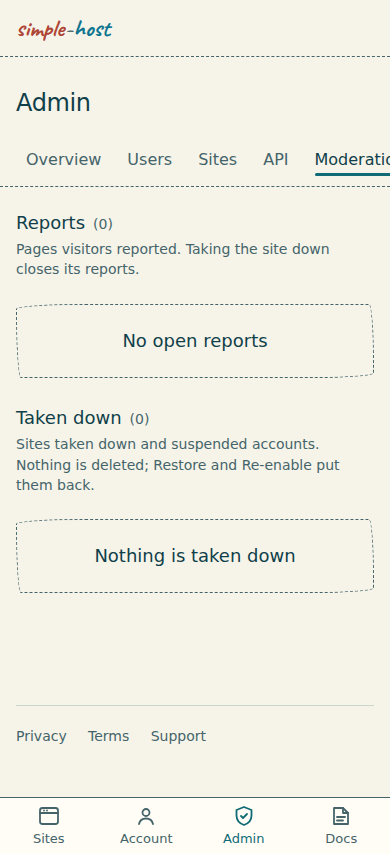 simple-host
Admin
Overview Users Sites API Moderatio
Reports (0)
Pages visitors reported. Taking the site down
closes its reports.
No open reports
Taken down (0)
Sites taken down and suspended accounts.
Nothing is deleted; Restore and Re-enable put
them back.
Nothing is taken down
Privacy Terms Support
Sites Account Admin Docs